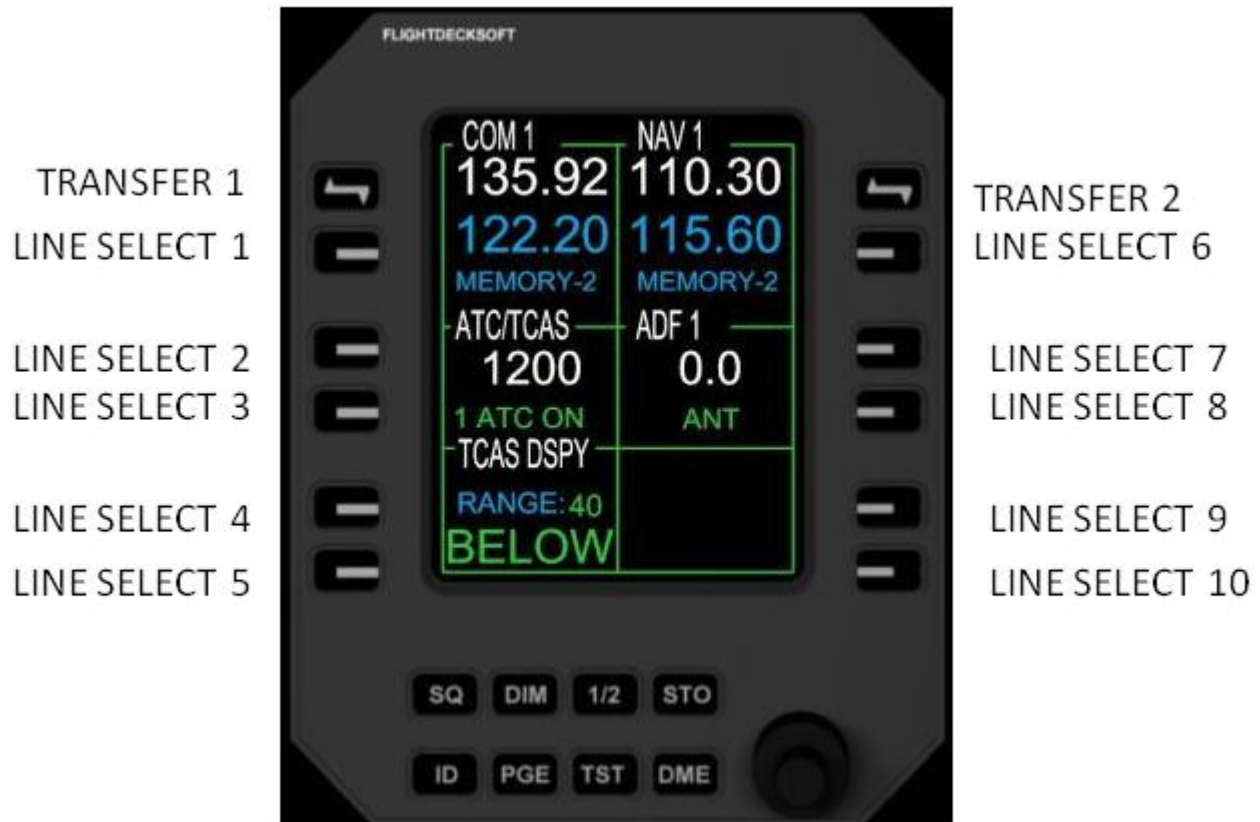 FLIGHTDECKSOFT
COM 1 NAV 1
TRANSFER 1 135.92 110.30 TRANSFER 2
LINE SELECT 1 122.20 115.60 LINE SELECT 6
MEMORY-2 MEMORY-2
ATC/TCAS ADF 1
LINE SELECT 2 1200 0.0 LINE SELECT 7
LINE SELECT 3 1 ATC ON ANT LINE SELECT 8
TCAS DSPY
LINE SELECT 4 RANGE:40 LINE SELECT 9
LINE SELECT 5 BELOW LINE SELECT 10
SQ DIM 1/2 STO
ID PGE TST DME